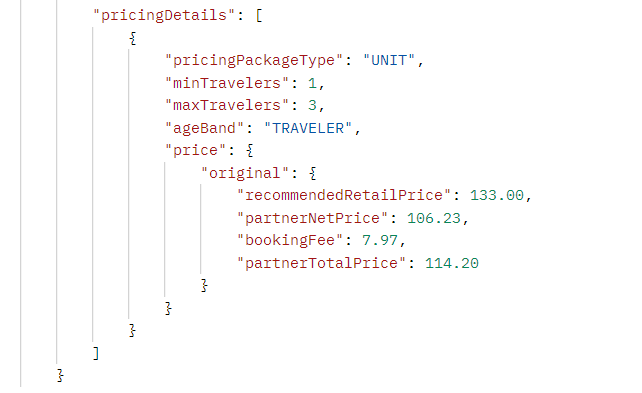 "pricingDetails": [
{
"pricingPackageType": "UNIT",
"minTravelers": 1,
"maxTravelers": 3,
"ageBand": "TRAVELER",
"price": {
"original": {
"recommendedRetailPrice": 133.00,
"partnerNetPrice": 106.23,
"bookingFee": 7.97,
"partnerTotalPrice": 114.20
}
}
}
]
}